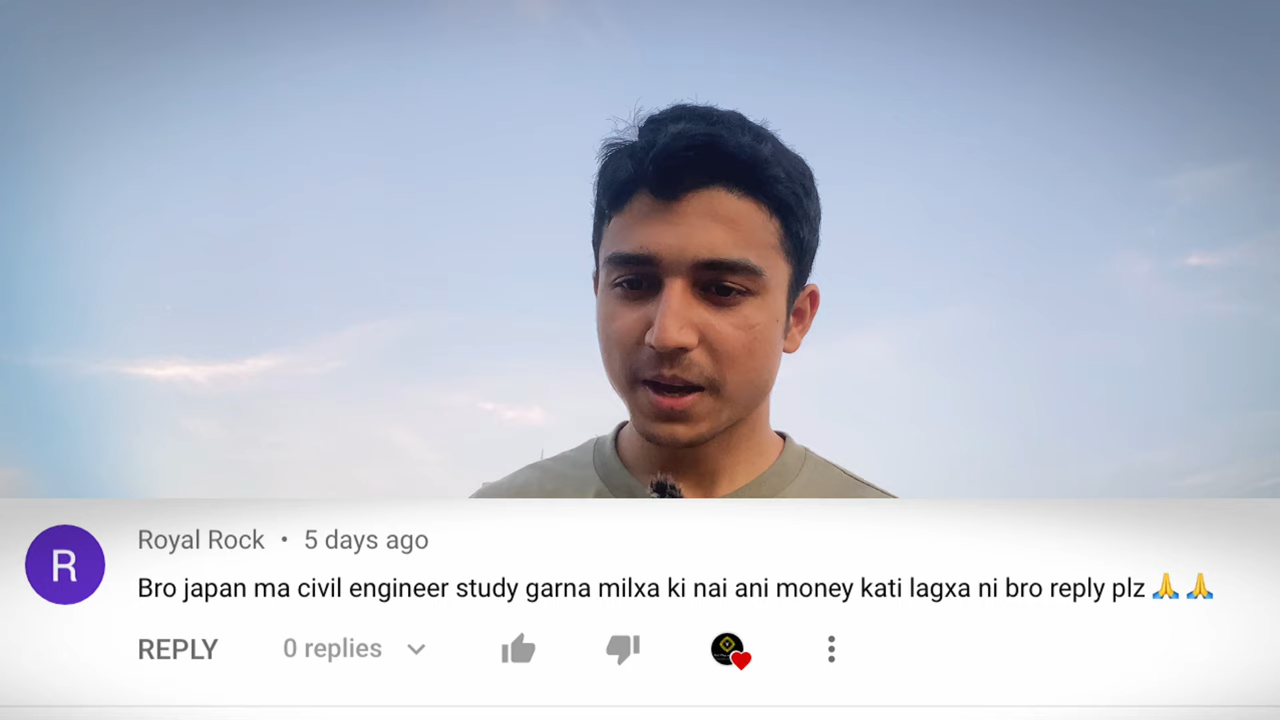 R
Royal Rock • 5 days ago
Bro japan ma civil engineer study garna milxa ki nai ani money kati lagxa ni bro reply plz 🙏 🙏
REPLY 0 replies